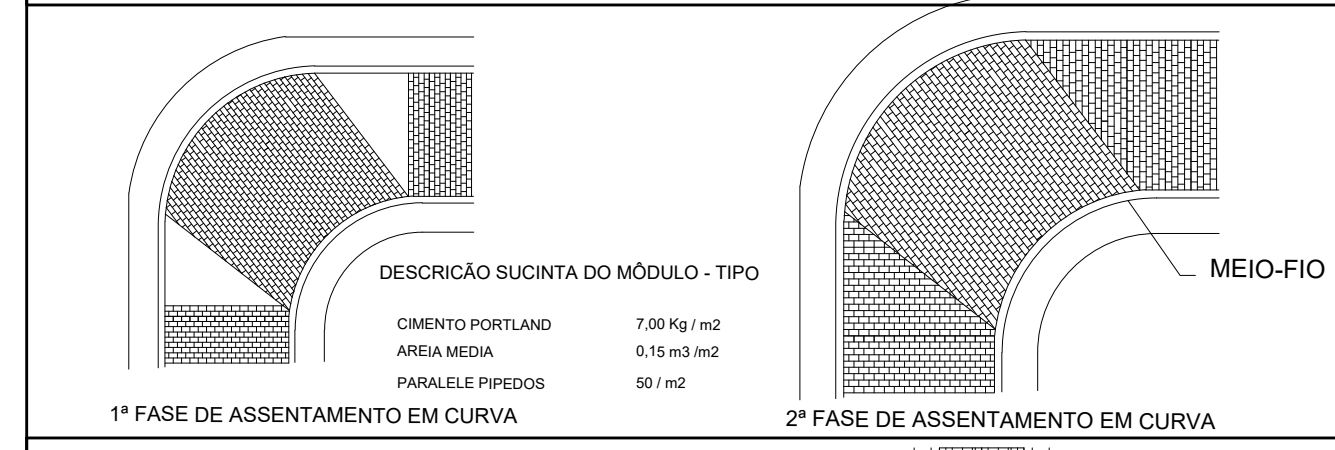 DESCRICÃO SUCINTA DO MÔDULO - TIPO
CIMENTO PORTLAND 7,00 Kg / m2
AREIA MEDIA 0,15 m3 /m2
PARALELE PIPEDOS 50 / m2
1ª FASE DE ASSENTAMENTO EM CURVA
MEIO-FIO
2ª FASE DE ASSENTAMENTO EM CURVA